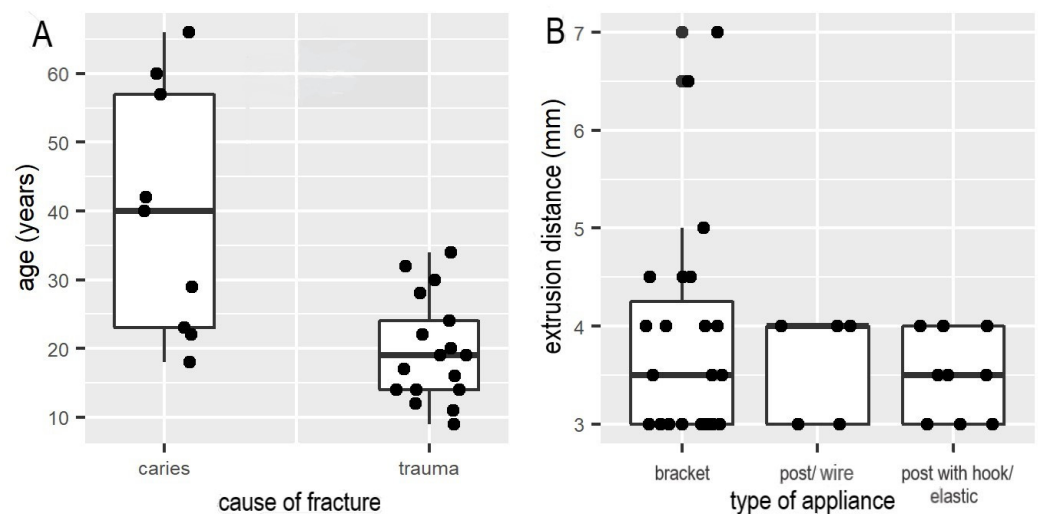 A
age (years)
60
50
40
30
20
10
caries
trauma
cause of fracture
B
extrusion distance (mm)
7
6
5
4
3
bracket
post/ wire
post with hook/
elastic
type of appliance